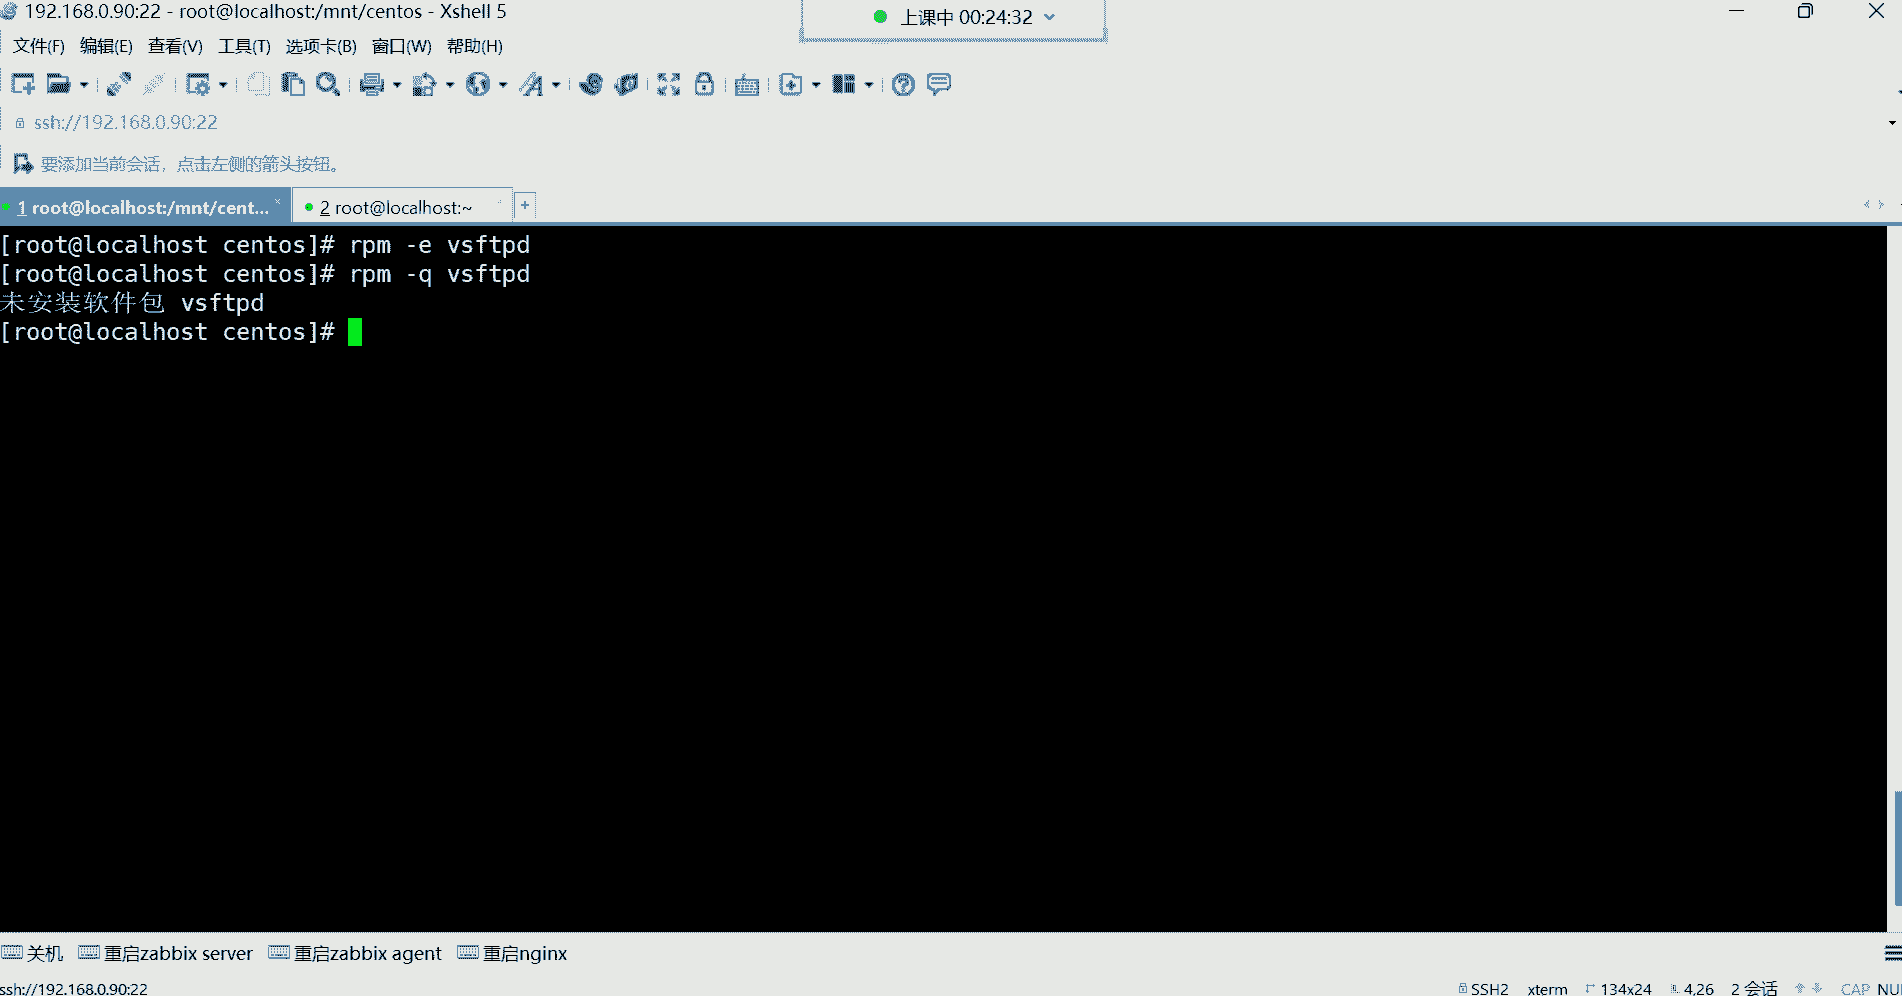 192.168.0.90:22 - root@localhost:/mnt/centos - Xshell 5
上课中 00:24:32
文件(F) 编辑(E) 查看(V) 工具(T) 选项卡(B) 窗口(W) 帮助(H)
ssh://192.168.0.90:22
要添加当前会话，点击左侧的箭头按钮。
1 root@localhost:/mnt/cent... × 2 root@localhost:~ +
[root@localhost centos]# rpm -e vsftpd
[root@localhost centos]# rpm -q vsftpd
未安装软件包 vsftpd
[root@localhost centos]#
关机 重启zabbix server 重启zabbix agent 重启nginx
ssh://192.168.0.90:22 SSH2 xterm 134x24 4,26 2 会话 CAP NU